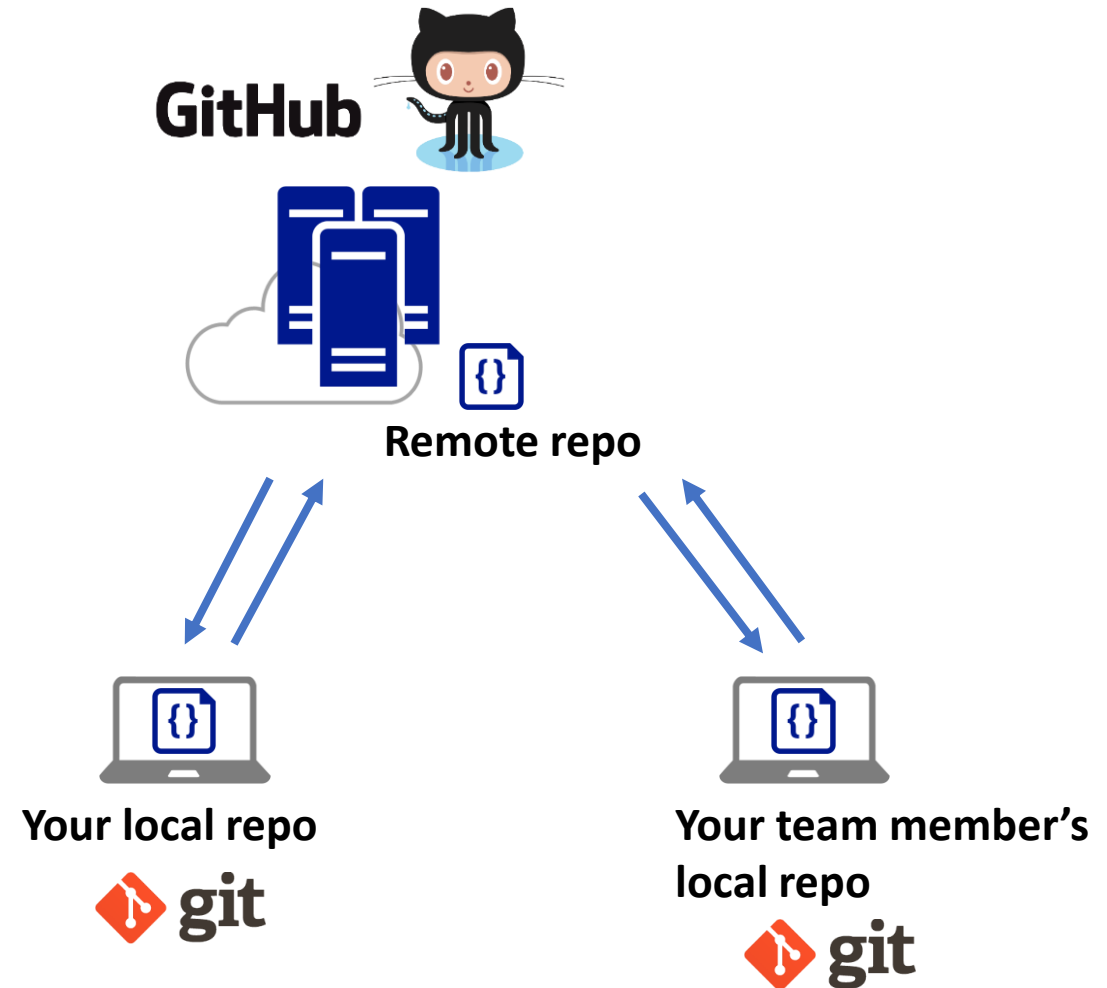 GitHub
{}
Remote repo
{}
{}
Your local repo
git
Your team member’s
local repo
git